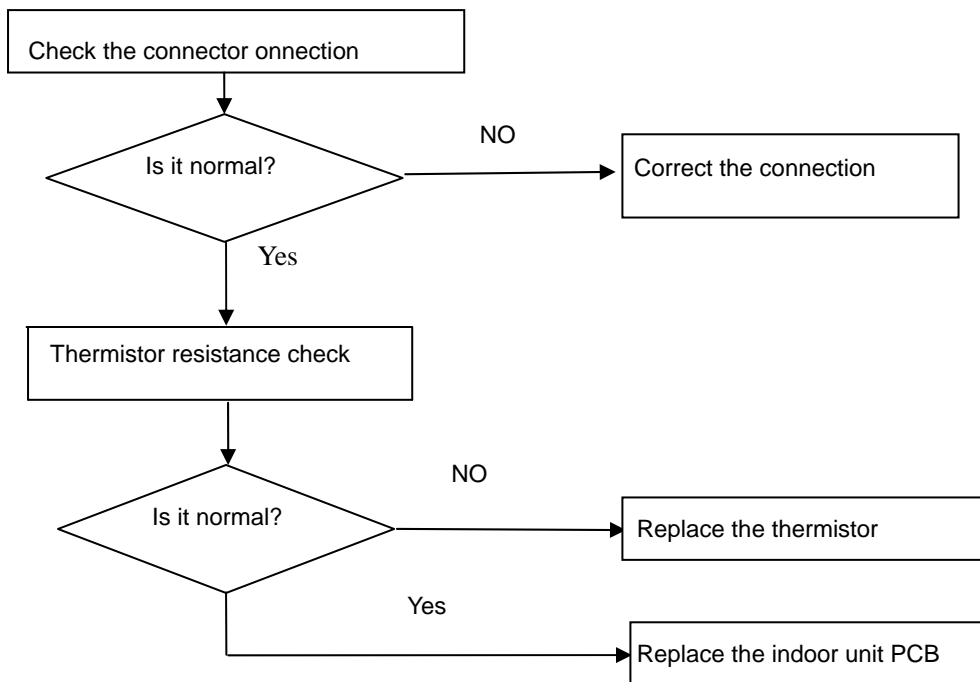 Check the connector onnection
NO
Is it normal?
Correct the connection
Yes
Thermistor resistance check
NO
Is it normal?
Replace the thermistor
Yes
Replace the indoor unit PCB